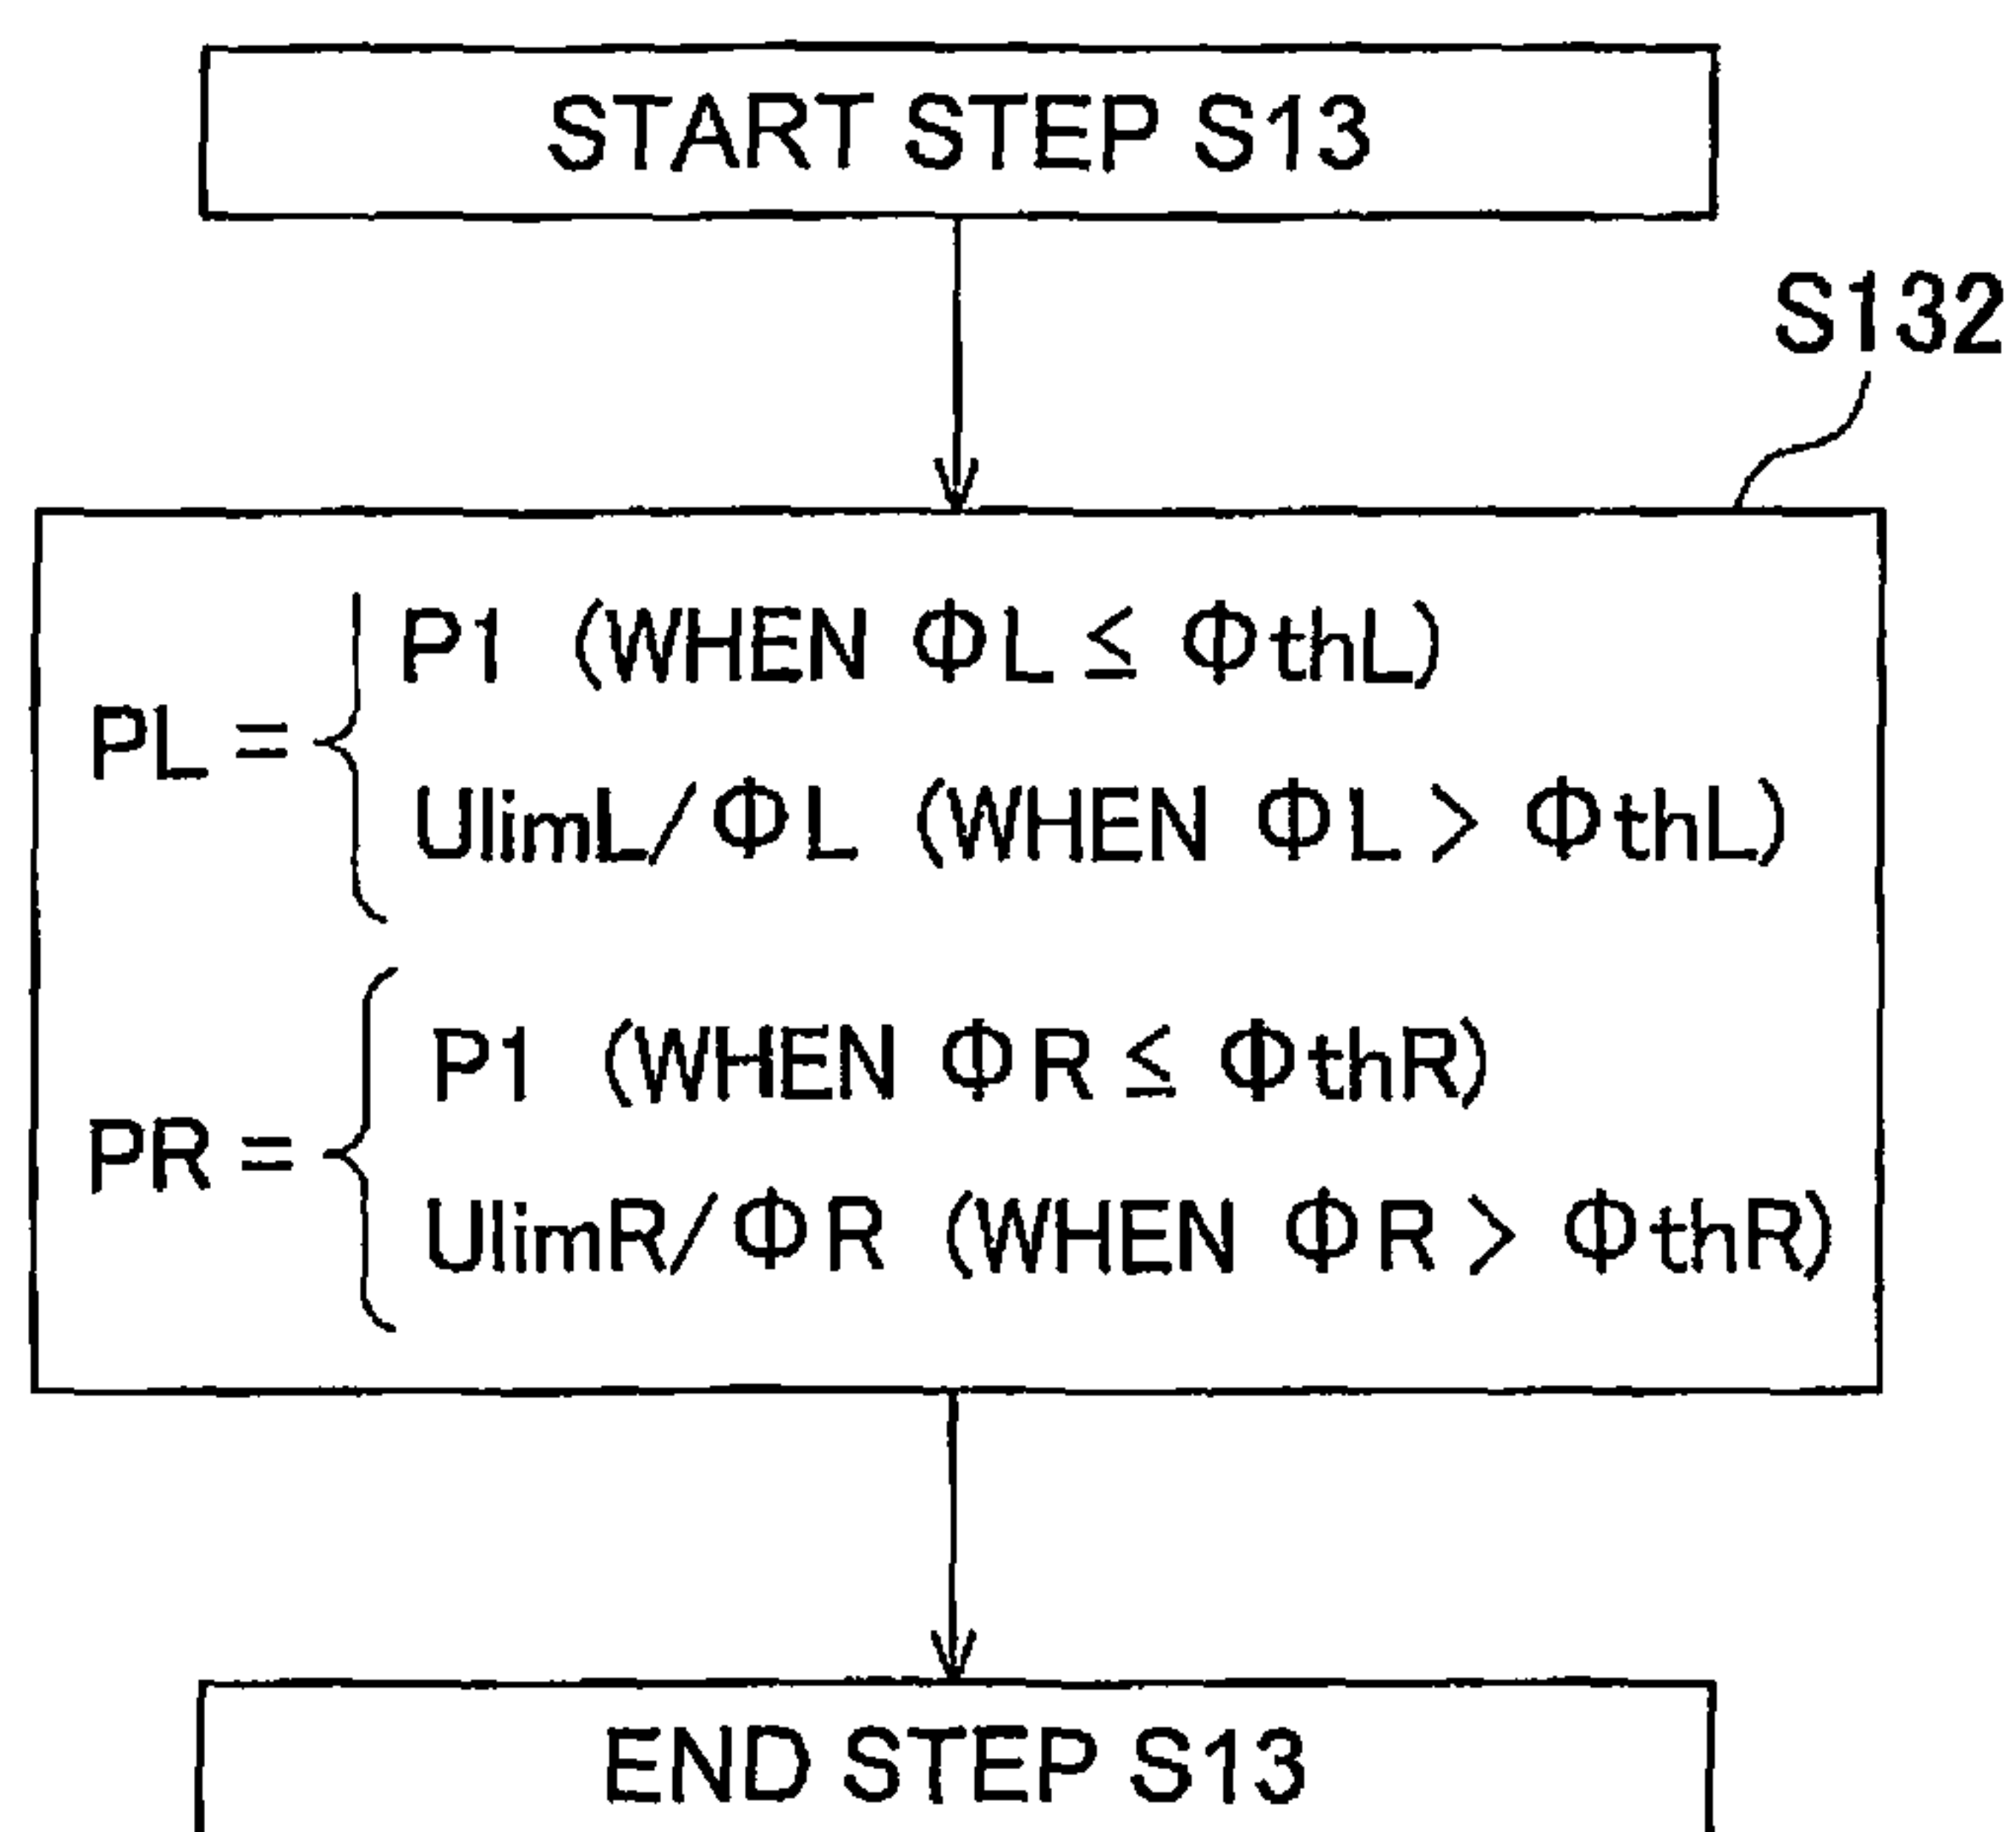 START STEP S13
S132
P1 (WHEN ΦL ≤ ΦthL)
PL =
UlimL/ΦL (WHEN ΦL > ΦthL)
P1 (WHEN ΦR ≤ ΦthR)
PR =
UlimR/ΦR (WHEN ΦR > ΦthR)
END STEP S13